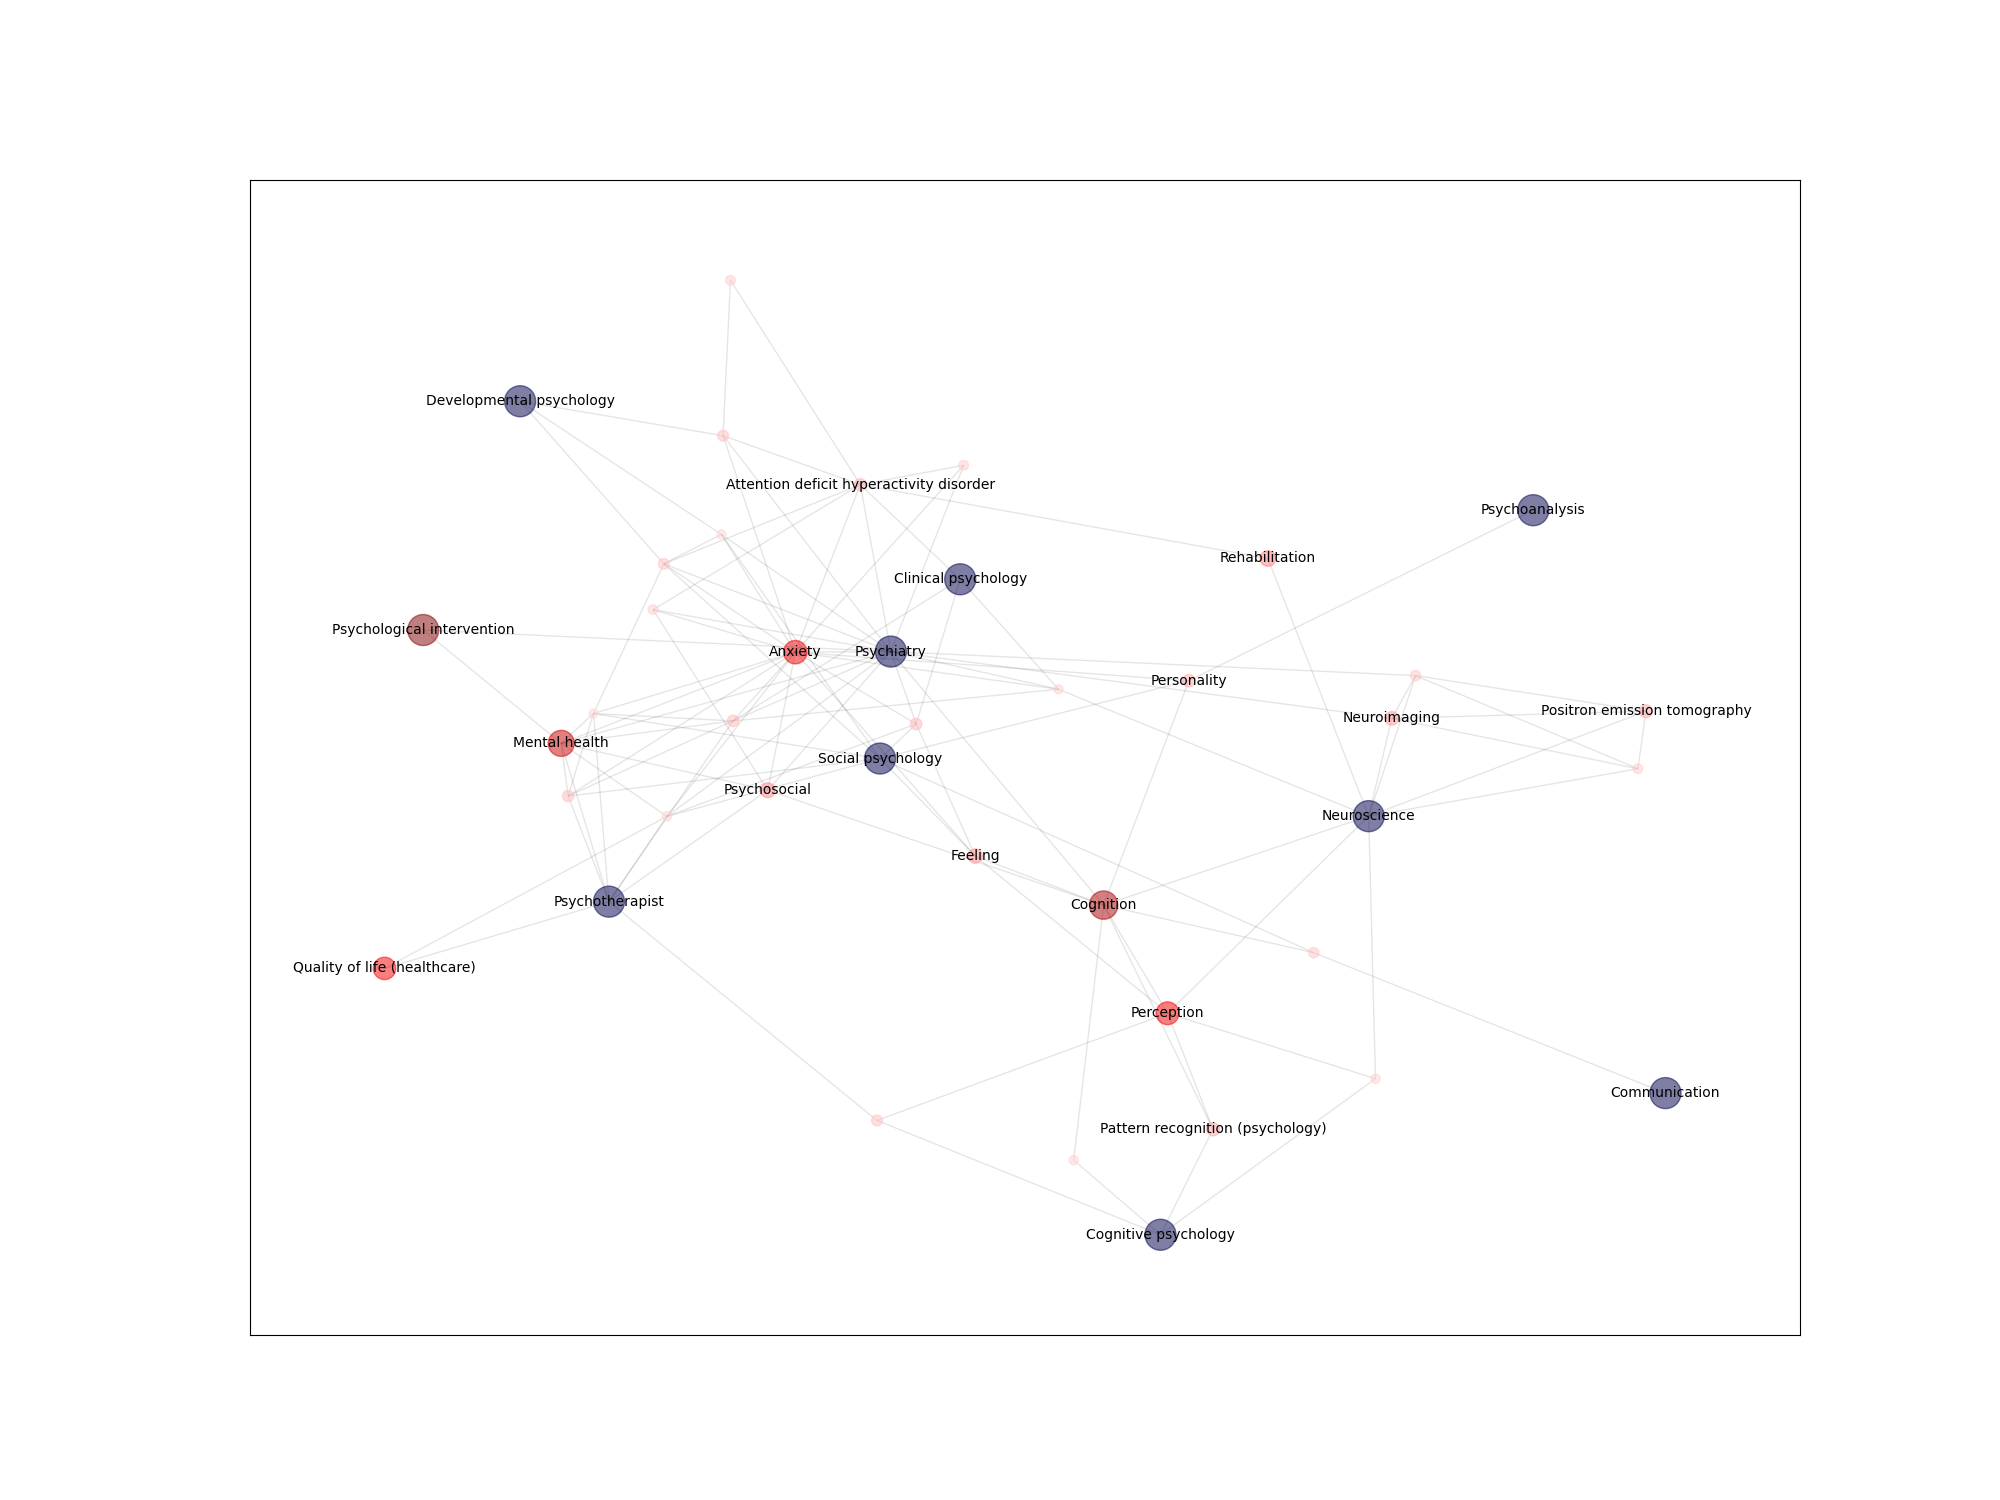 Developmental psychology
Attention deficit hyperactivity disorder
Psychoanalysis
Rehabilitation
Clinical psychology
Psychological intervention
Anxiety
Psychiatry
Personality
Positron emission tomography
Neuroimaging
Mental health
Social psychology
Psychosocial
Neuroscience
Feeling
Psychotherapist
Cognition
Quality of life (healthcare)
Perception
Communication
Pattern recognition (psychology)
Cognitive psychology